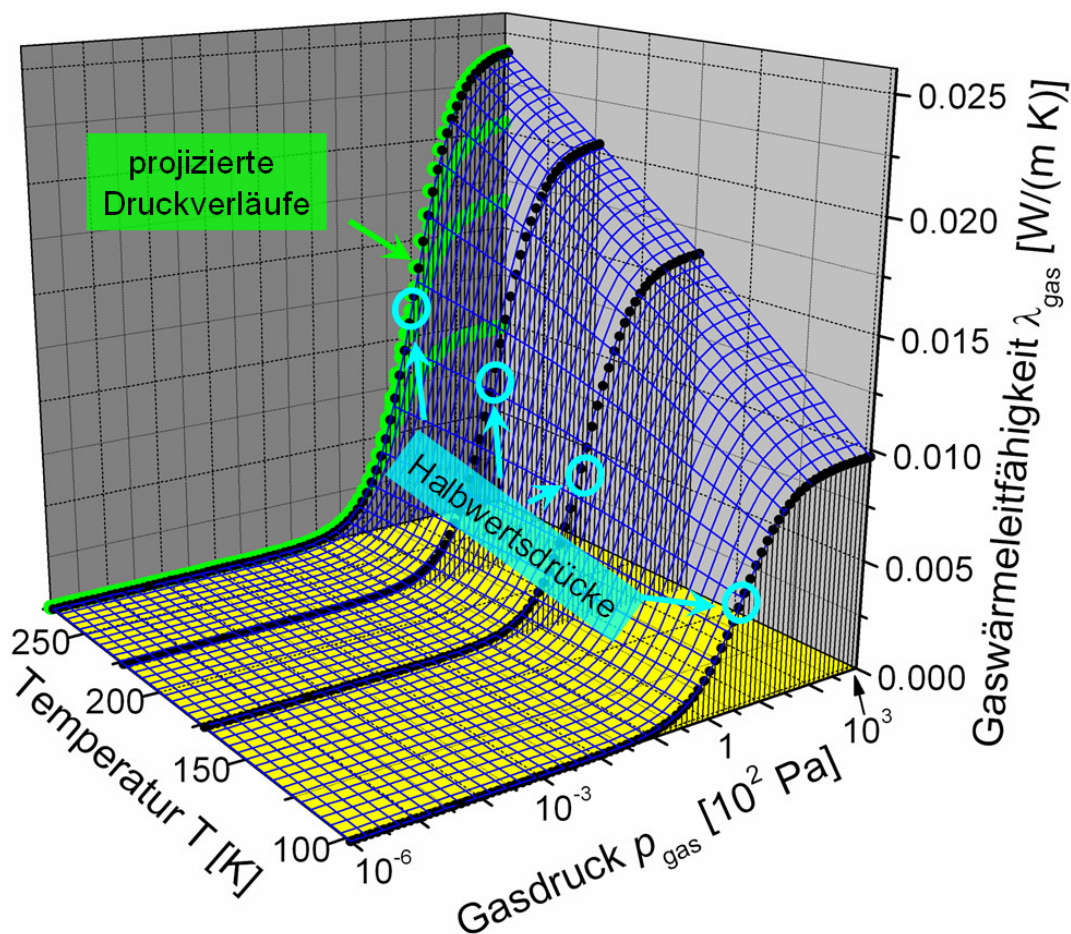 projizierte
Druckverläufe
Halbwertsdrücke
0.025
0.020
0.015
0.010
0.005
0.000
Gaswärmeleitfähigkeit λgas [W/(m K)]
250
200
150
100
Temperatur T [K]
10⁻⁶
10⁻³
1
10³
Gasdruck pgas [10² Pa]